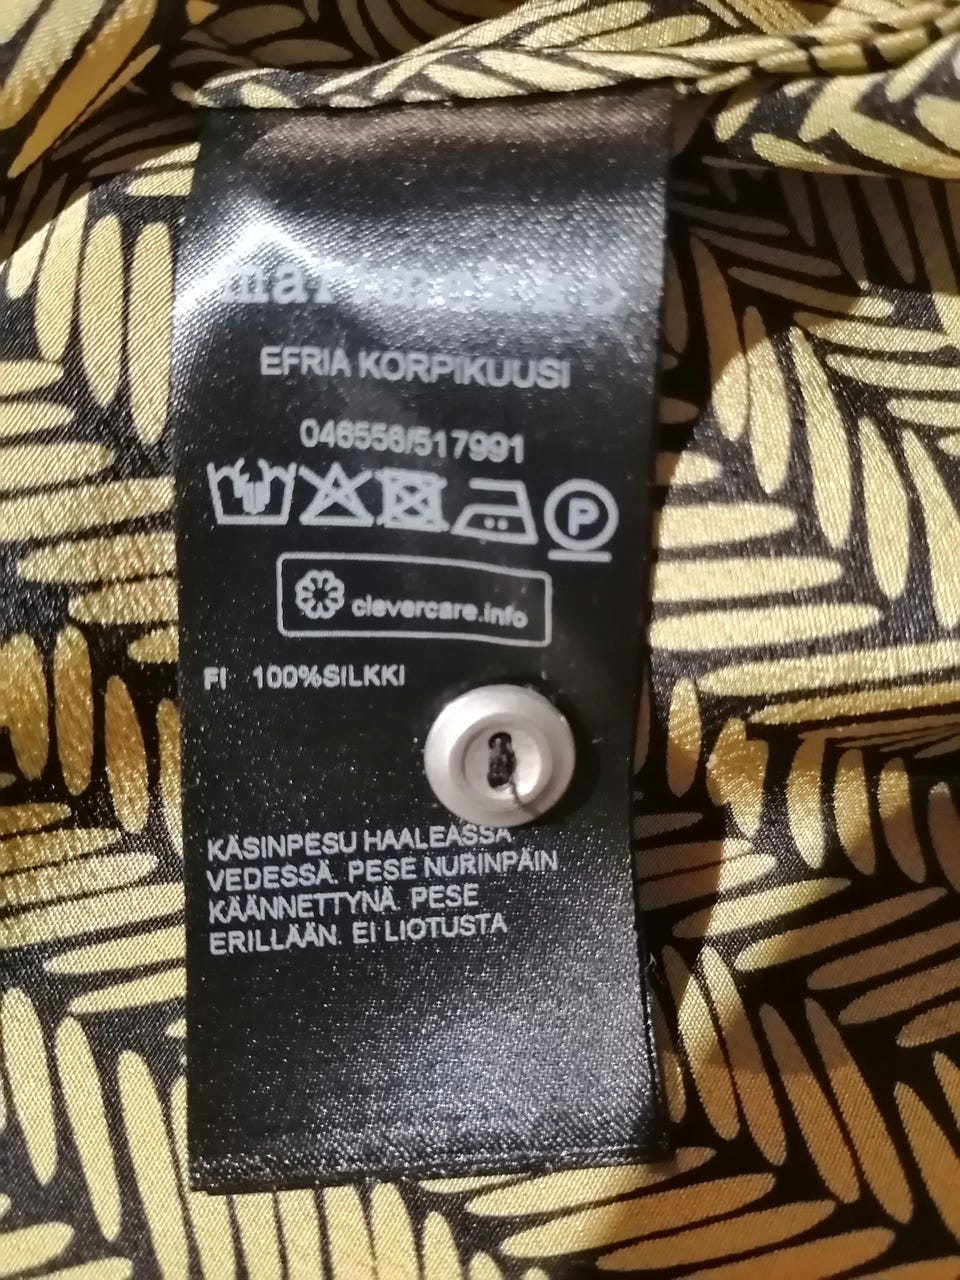 marimekko
EFRIA KORPIKUUSI
046556/517991
P
clevercare.info
FI 100%SILKKI
KÄSINPESU HAALEASSA
VEDESSÄ. PESE NURINPÄIN
KÄÄNNETTYNÄ. PESE
ERILLÄÄN. EI LIOTUSTA